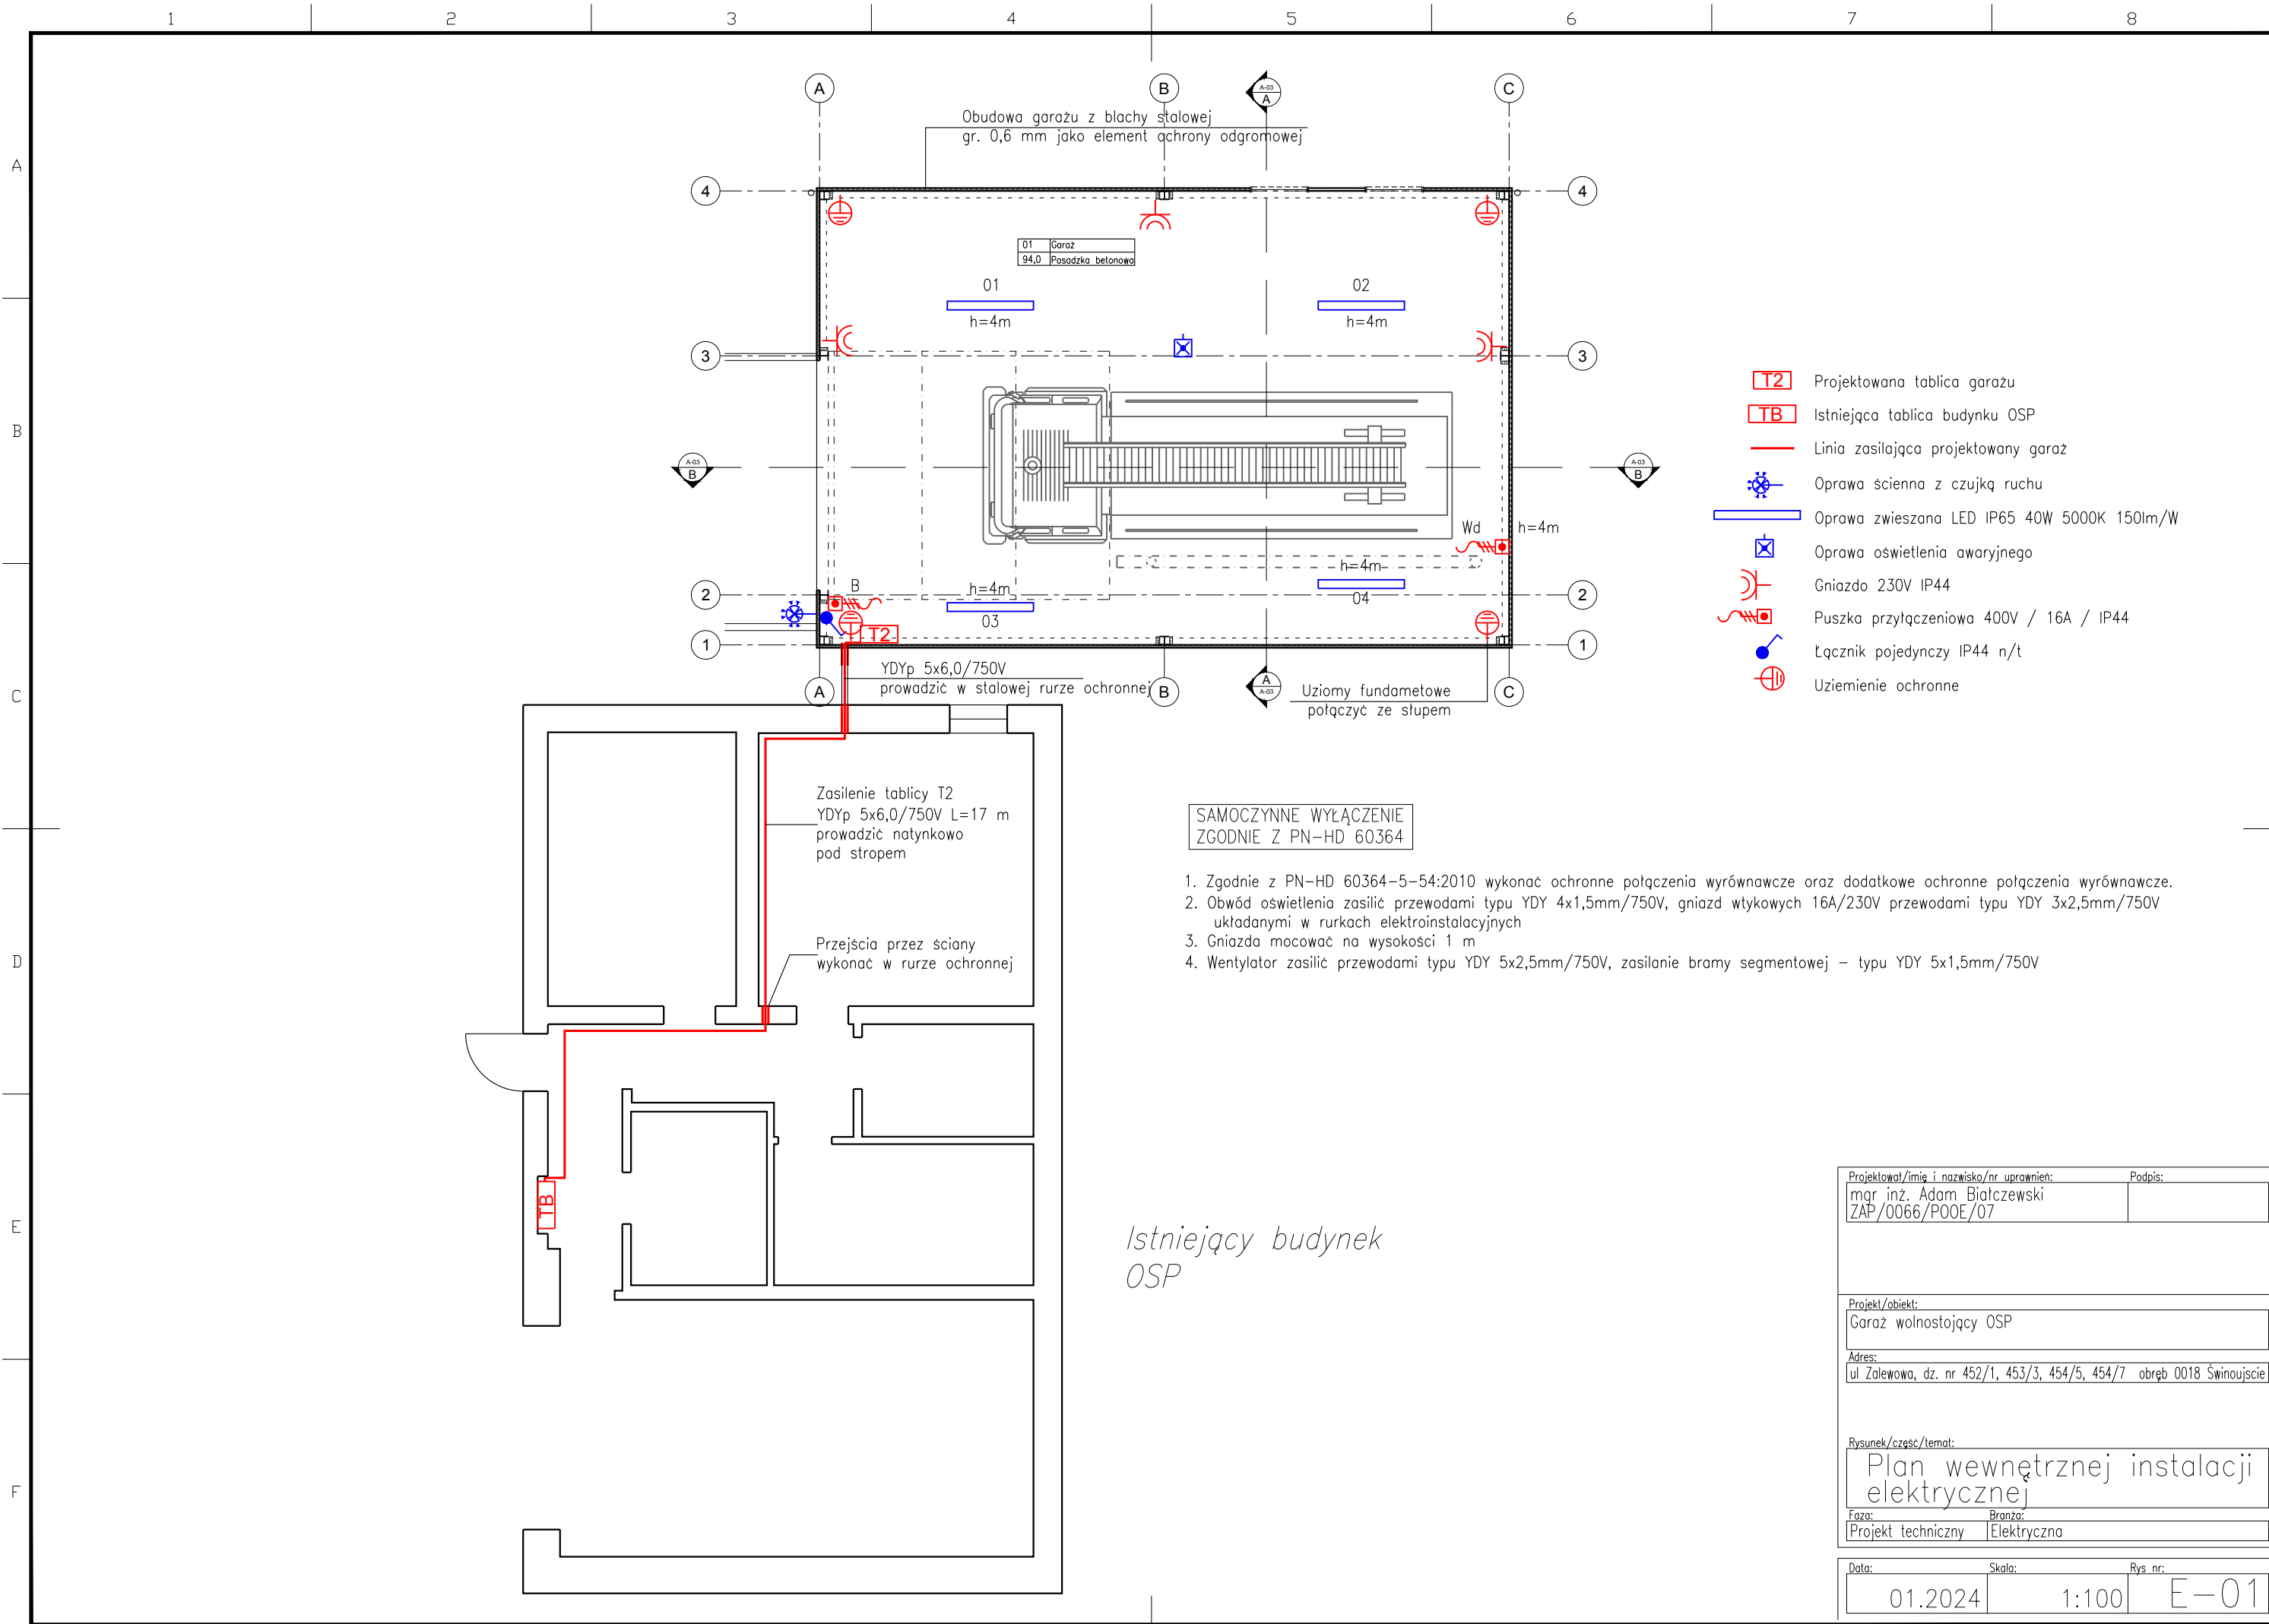 1 2 3 4 5 6 7 8
A
B
C
D
E
F
A B C
A-03
A
Obudowa garażu z blachy stalowej
gr. 0,6 mm jako element ochrony odgromowej
4 4
01 Garaż
94,0 Posadzka betonowa
01 02
h=4m h=4m
3 3
A-03
B
A-03
B
Wd h=4m
h=4m
04
B
h=4m
03
2 2
T2
1 1
YDYp 5x6,0/750V
prowadzić w stalowej rurze ochronnej
A B C
A
A-03
Uziomy fundametowe
połączyć ze słupem
T2 Projektowana tablica garażu
TB Istniejąca tablica budynku OSP
Linia zasilająca projektowany garaż
Oprawa ścienna z czujką ruchu
Oprawa zwieszana LED IP65 40W 5000K 150lm/W
Oprawa oświetlenia awaryjnego
Gniazdo 230V IP44
Puszka przyłączeniowa 400V / 16A / IP44
Łącznik pojedynczy IP44 n/t
Uziemienie ochronne
Zasilenie tablicy T2
YDYp 5x6,0/750V L=17 m
prowadzić natynkowo
pod stropem
Przejścia przez ściany
wykonać w rurze ochronnej
TB
SAMOCZYNNE WYŁĄCZENIE
ZGODNIE Z PN-HD 60364
1. Zgodnie z PN-HD 60364-5-54:2010 wykonać ochronne połączenia wyrównawcze oraz dodatkowe ochronne połączenia wyrównawcze.
2. Obwód oświetlenia zasilić przewodami typu YDY 4x1,5mm/750V, gniazd wtykowych 16A/230V przewodami typu YDY 3x2,5mm/750V
układanymi w rurkach elektroinstalacyjnych
3. Gniazda mocować na wysokości 1 m
4. Wentylator zasilić przewodami typu YDY 5x2,5mm/750V, zasilanie bramy segmentowej - typu YDY 5x1,5mm/750V
Istniejący budynek
OSP
Projektował/imię i nazwisko/nr uprawnień: Podpis:
mgr inż. Adam Białczewski
ZAP/0066/POOE/07
Projekt/obiekt:
Garaż wolnostojący OSP
Adres:
ul Zalewowa, dz. nr 452/1, 453/3, 454/5, 454/7 obręb 0018 Świnoujscie
Rysunek/część/temat:
Plan wewnętrznej instalacji
elektrycznej
Faza: Branża:
Projekt techniczny Elektryczna
Data: Skala: Rys nr:
01.2024 1:100 E-01